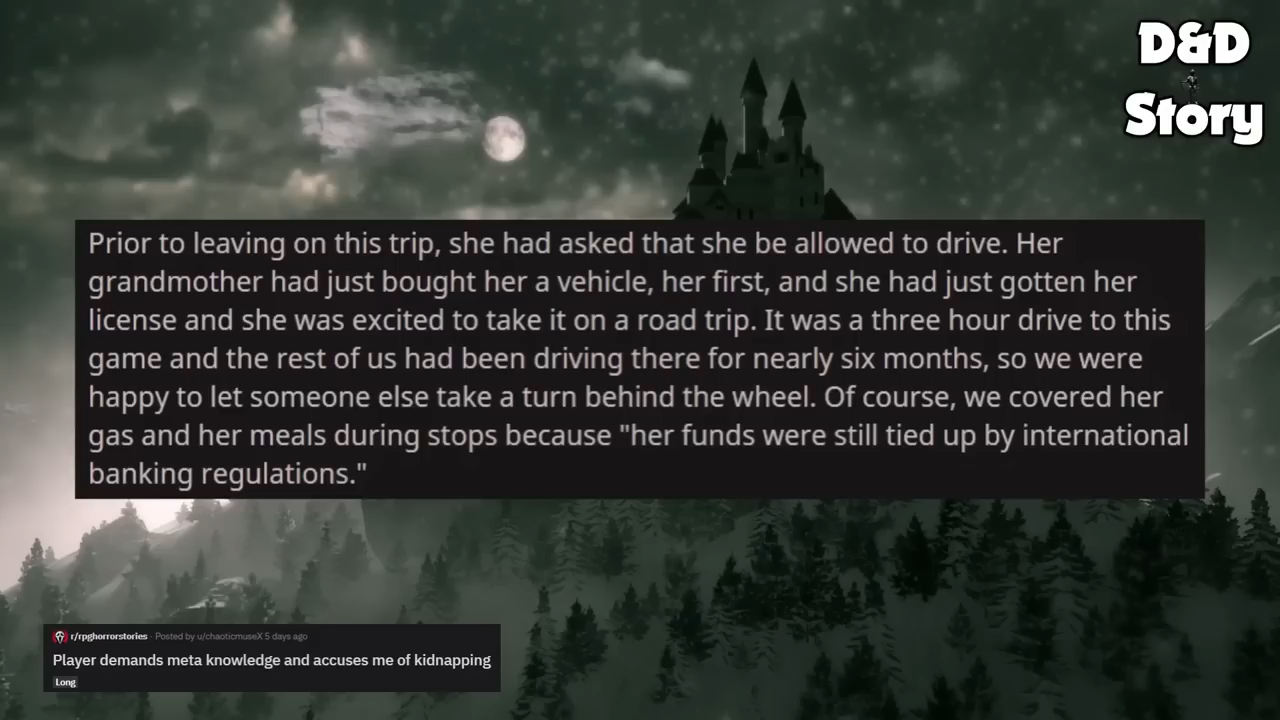 D&D
Story
Prior to leaving on this trip, she had asked that she be allowed to drive. Her
grandmother had just bought her a vehicle, her first, and she had just gotten her
license and she was excited to take it on a road trip. It was a three hour drive to this
game and the rest of us had been driving there for nearly six months, so we were
happy to let someone else take a turn behind the wheel. Of course, we covered her
gas and her meals during stops because "her funds were still tied up by international
banking regulations."
r/rpghorrorstories · Posted by u/chaoticmuseX 5 days ago
Player demands meta knowledge and accuses me of kidnapping
Long